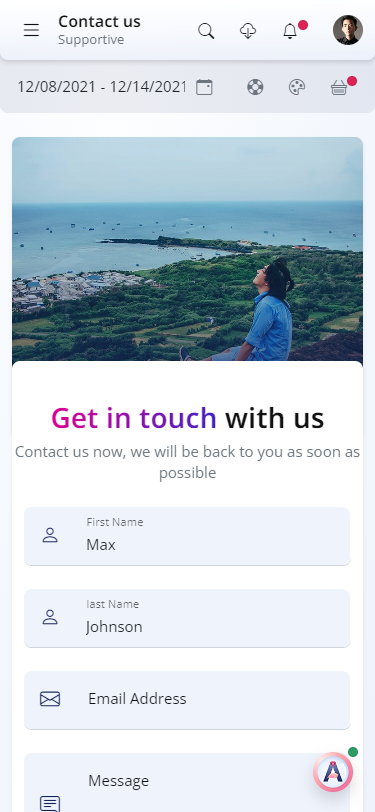 Contact us
Supportive
12/08/2021 - 12/14/2021
Get in touch with us
Contact us now, we will be back to you as soon as
possible
First Name
Max
last Name
Johnson
Email Address
Message